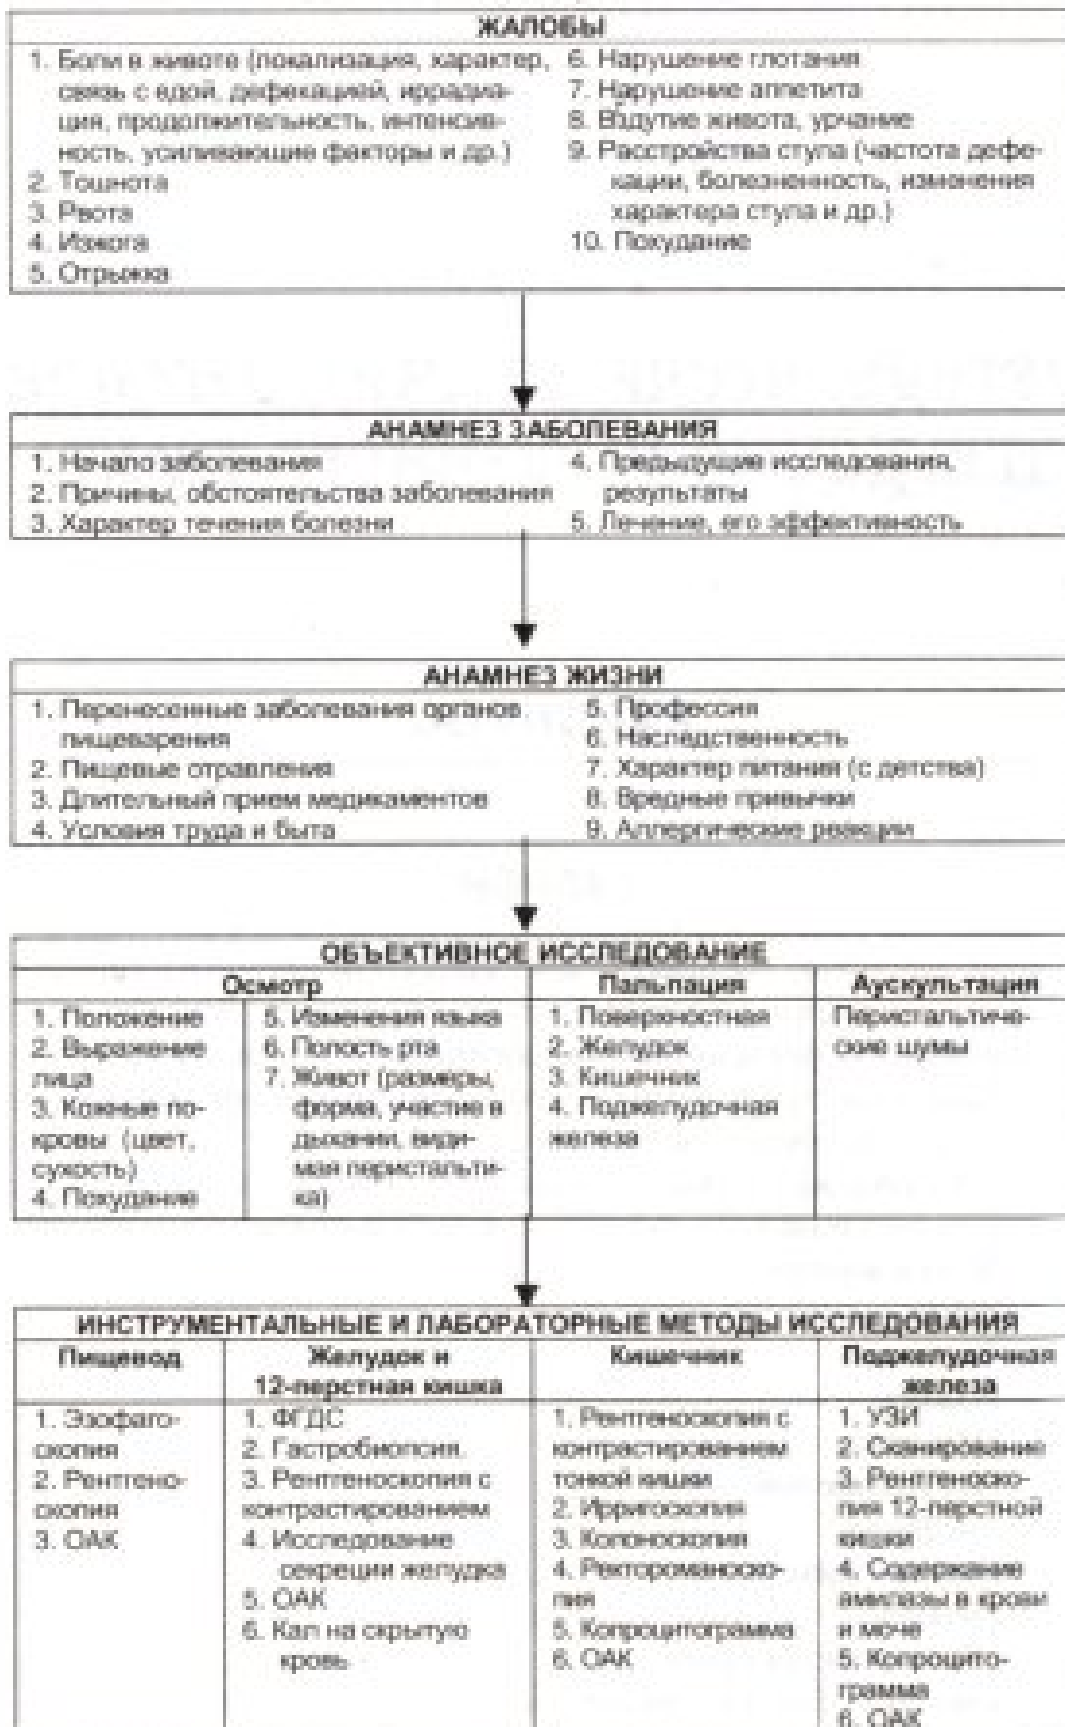 ЖАЛОБЫ
1. Боли в животе (локализация, характер,
связь с едой, дефекацией, иррадиа-
ция, продолжительность, интенсив-
ность, усиливающие факторы и др.)
2. Тошнота
3. Рвота
4. Изжога
5. Отрыжка
6. Нарушение глотания
7. Нарушение аппетита
8. Вздутие живота, урчание
9. Расстройства стула (частота дефе-
кации, болезненность, изменения
характера стула и др.)
10. Похудание
АНАМНЕЗ ЗАБОЛЕВАНИЯ
1. Начало заболевания
2. Причины, обстоятельства заболевания
3. Характер течения болезни
4. Предыдущие исследования,
результаты
5. Лечение, его эффективность
АНАМНЕЗ ЖИЗНИ
1. Перенесенные заболевания органов
пищеварения
2. Пищевые отравления
3. Длительный прием медикаментов
4. Условия труда и быта
5. Профессия
6. Наследственность
7. Характер питания (с детства)
8. Вредные привычки
9. Аллергические реакции
ОБЪЕКТИВНОЕ ИССЛЕДОВАНИЕ
Осмотр
1. Положение
2. Выражение
лица
3. Кожные по-
кровы (цвет,
сухость)
4. Похудание
5. Изменения языка
6. Полость рта
7. Живот (размеры,
форма, участие в
дыхании, види-
мая перистальти-
ка)
Пальпация
1. Поверхностная
2. Желудок
3. Кишечник
4. Поджелудочная
железа
Аускультация
Перистальтиче-
ские шумы
ИНСТРУМЕНТАЛЬНЫЕ И ЛАБОРАТОРНЫЕ МЕТОДЫ ИССЛЕДОВАНИЯ
Пищевод
1. Эзофаго-
скопия
2. Рентгено-
скопия
3. ОАК
Желудок и
12-перстная кишка
1. ФГДС
2. Гастробиопсия.
3. Рентгеноскопия с
контрастированием
4. Исследование
секреции желудка
5. ОАК
6. Кал на скрытую
кровь
Кишечник
1. Рентгеноскопия с
контрастированием
тонкой кишки
2. Ирригоскопия
3. Колоноскопия
4. Ректороманоско-
пия
5. Копроцитограмма
6. ОАК
Поджелудочная
железа
1. УЗИ
2. Сканирование
3. Рентгеноско-
пия 12-перстной
кишки
4. Содержание
амилазы в крови
и моче
5. Копроцито-
грамма
6. ОАК